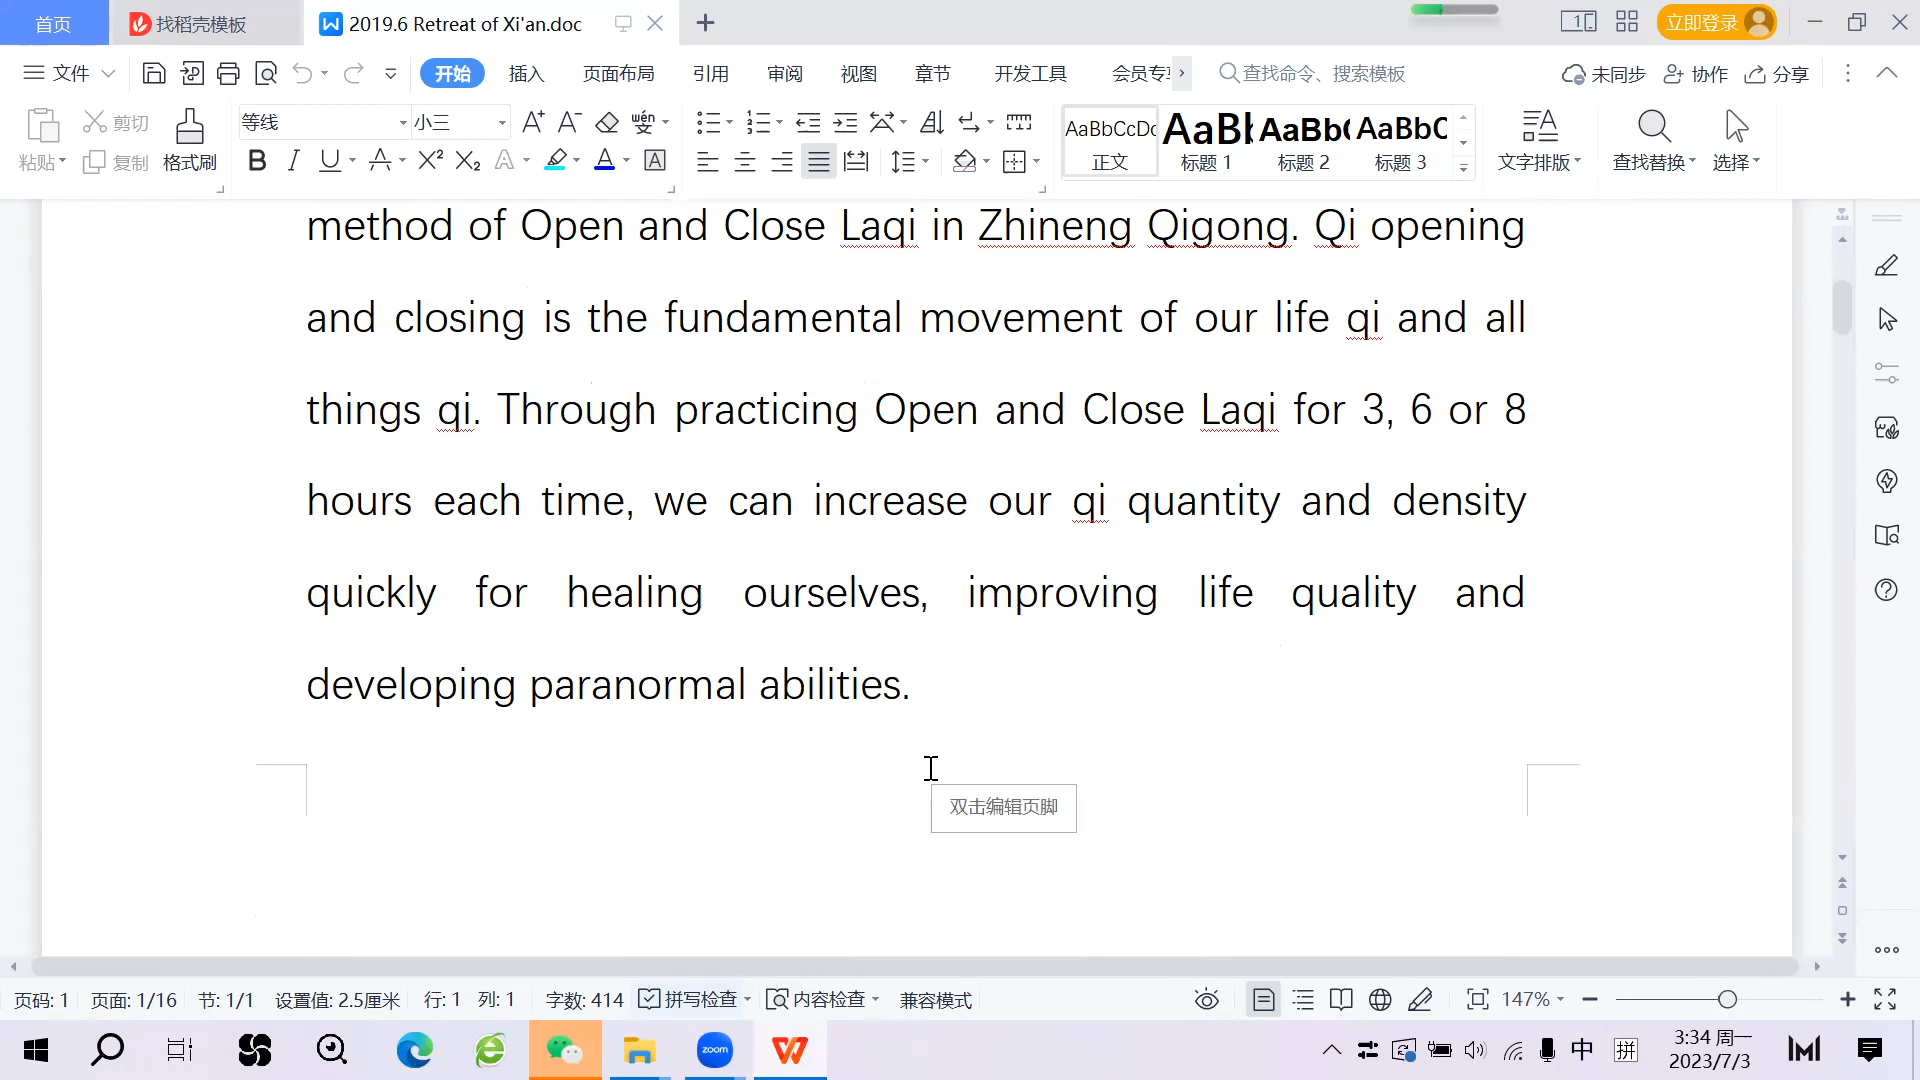 首页
找稻壳模板
2019.6 Retreat of Xi'an.doc
立即登录
文件
开始
插入
页面布局
引用
审阅
视图
章节
开发工具
会员专
查找命令、搜索模板
未同步
协作
分享
粘贴
剪切
复制
格式刷
等线
小三
AaBbCcDd
正文
AaBb
标题 1
AaBb(
标题 2
AaBbC
标题 3
文字排版
查找替换
选择
method of Open and Close Laqi in Zhineng Qigong. Qi opening
and closing is the fundamental movement of our life qi and all
things qi. Through practicing Open and Close Laqi for 3, 6 or 8
hours each time, we can increase our qi quantity and density
quickly for healing ourselves, improving life quality and
developing paranormal abilities.
双击编辑页脚
页码: 1
页面: 1/16
节: 1/1
设置值: 2.5厘米
行: 1
列: 1
字数: 414
拼写检查
内容检查
兼容模式
147%
zoom
中
拼
3:34 周一
2023/7/3